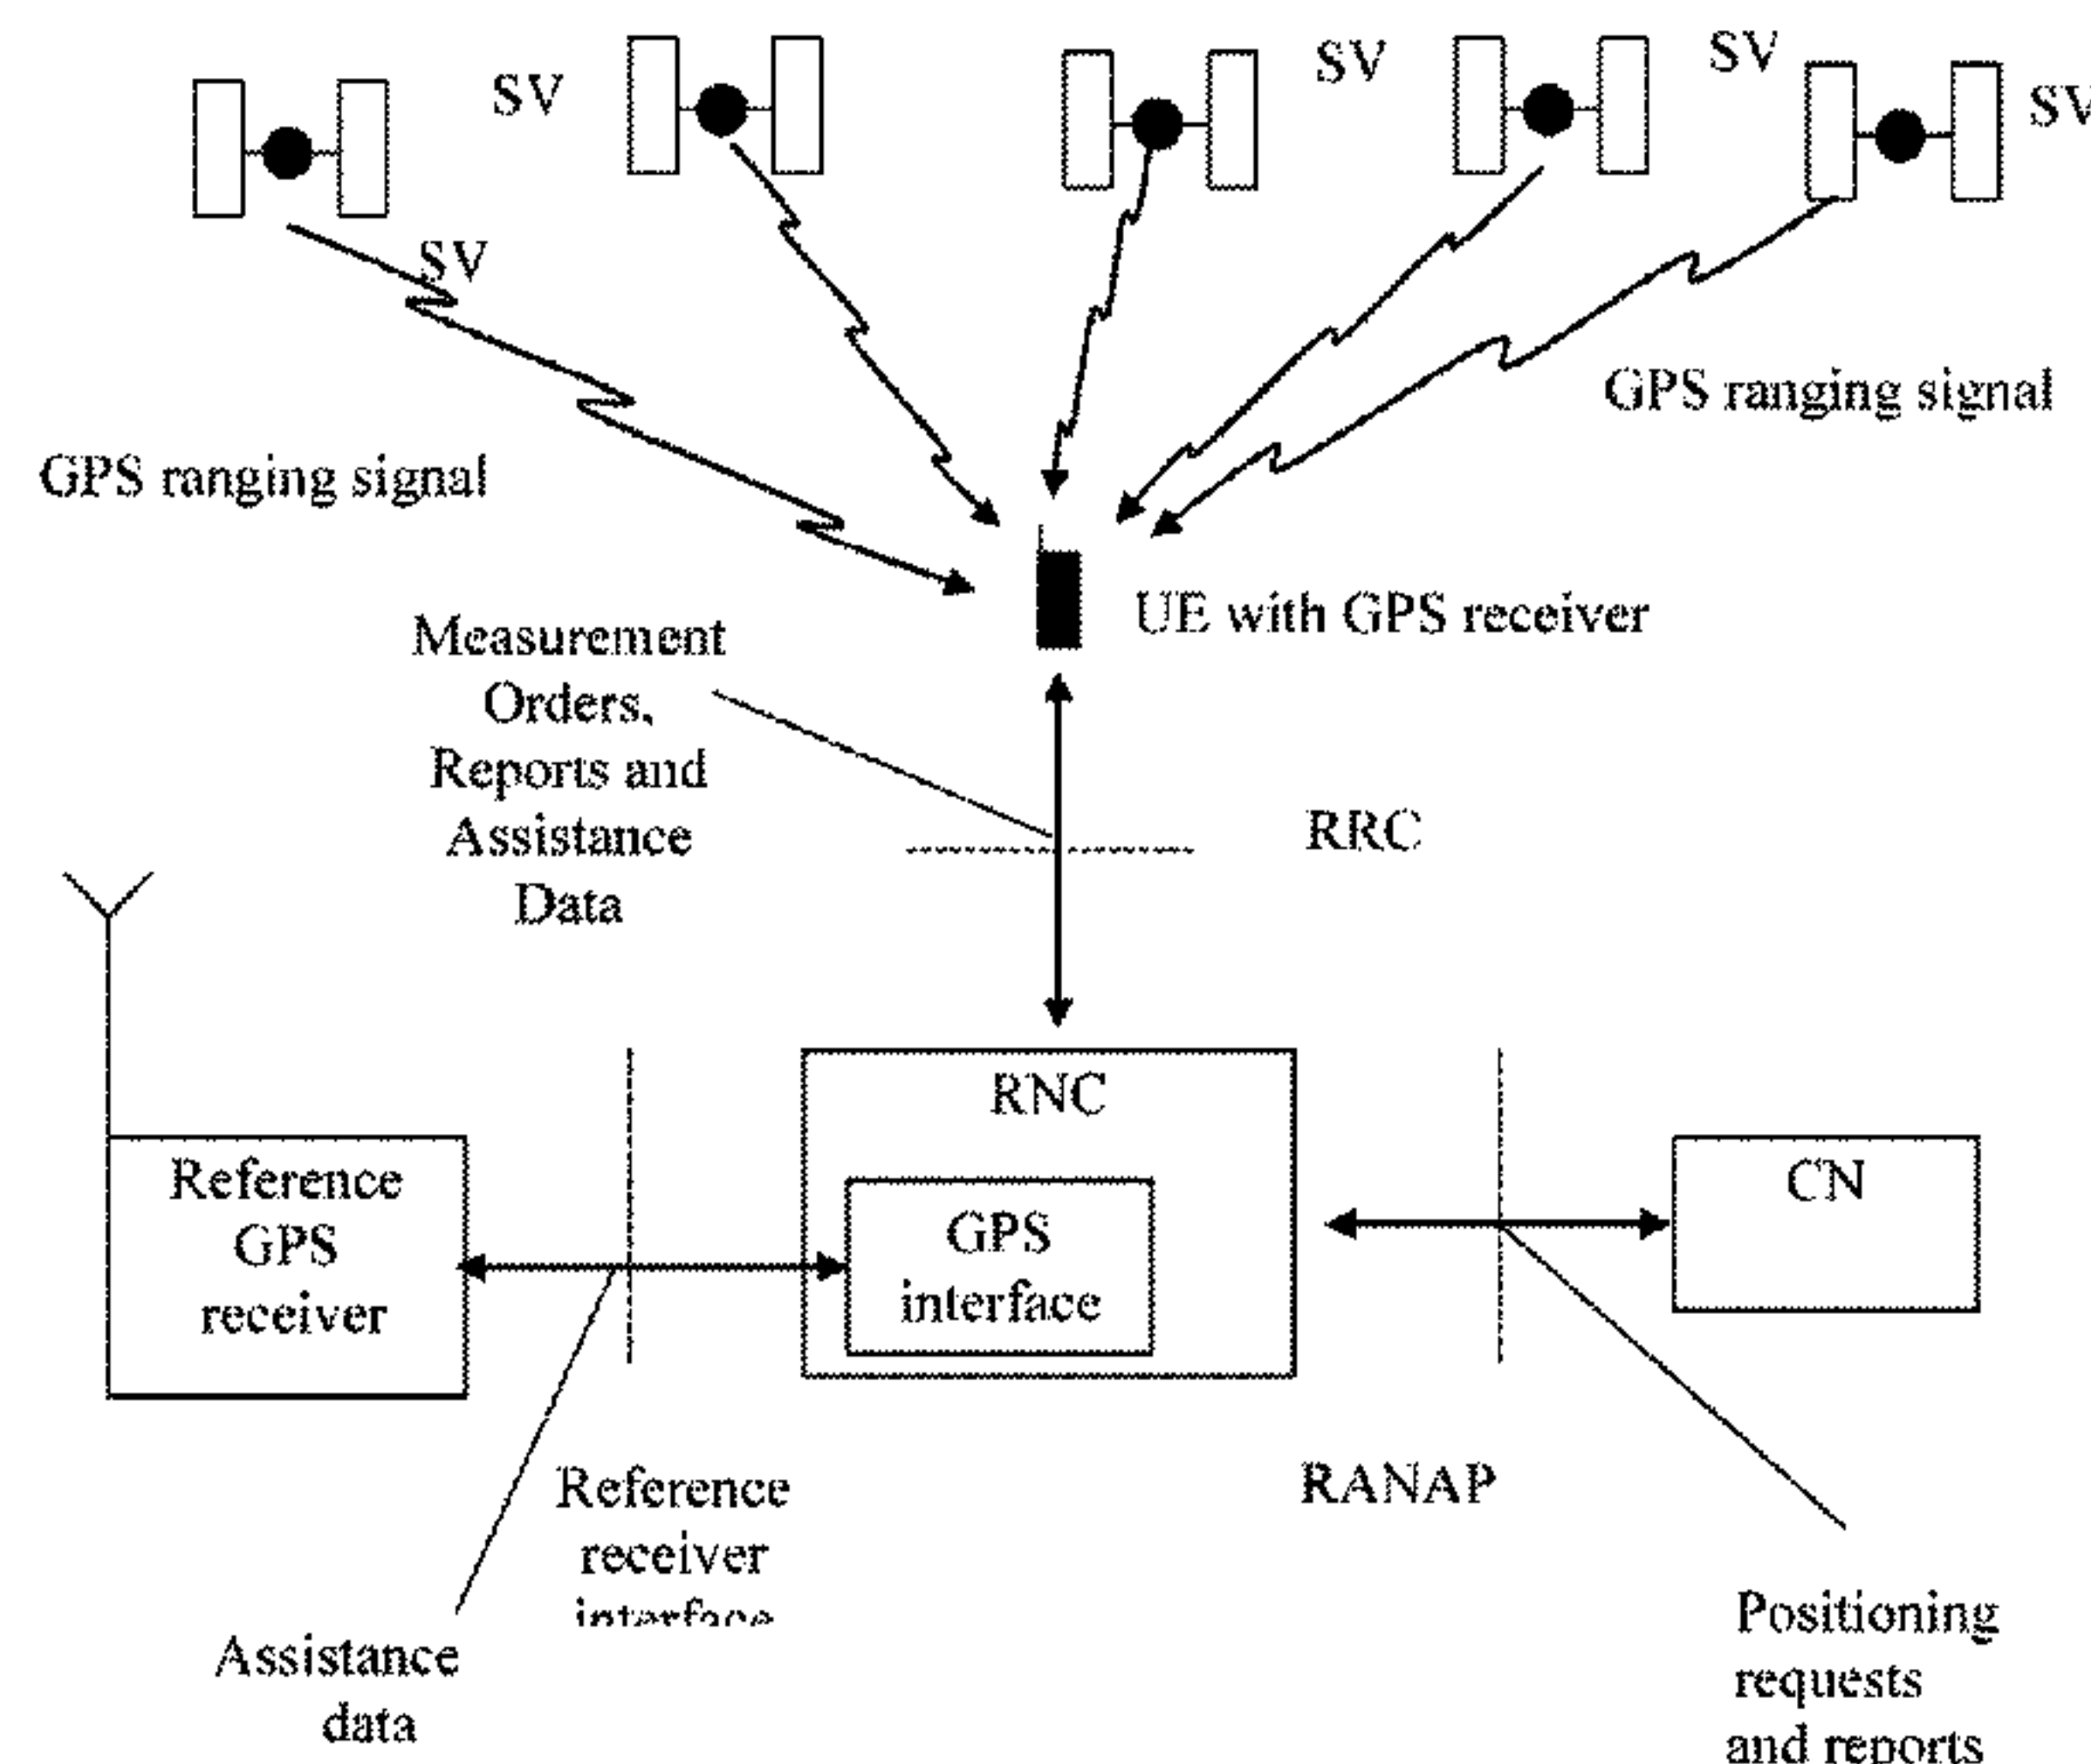 SV
SV
SV
SV
SV
GPS ranging signal
GPS ranging signal
UE with GPS receiver
Measurement
Orders,
Reports and
Assistance
Data
RRC
RNC
Reference
GPS
receiver
GPS
interface
CN
Reference
receiver
interface
RANAP
Assistance
data
Positioning
requests
and reports